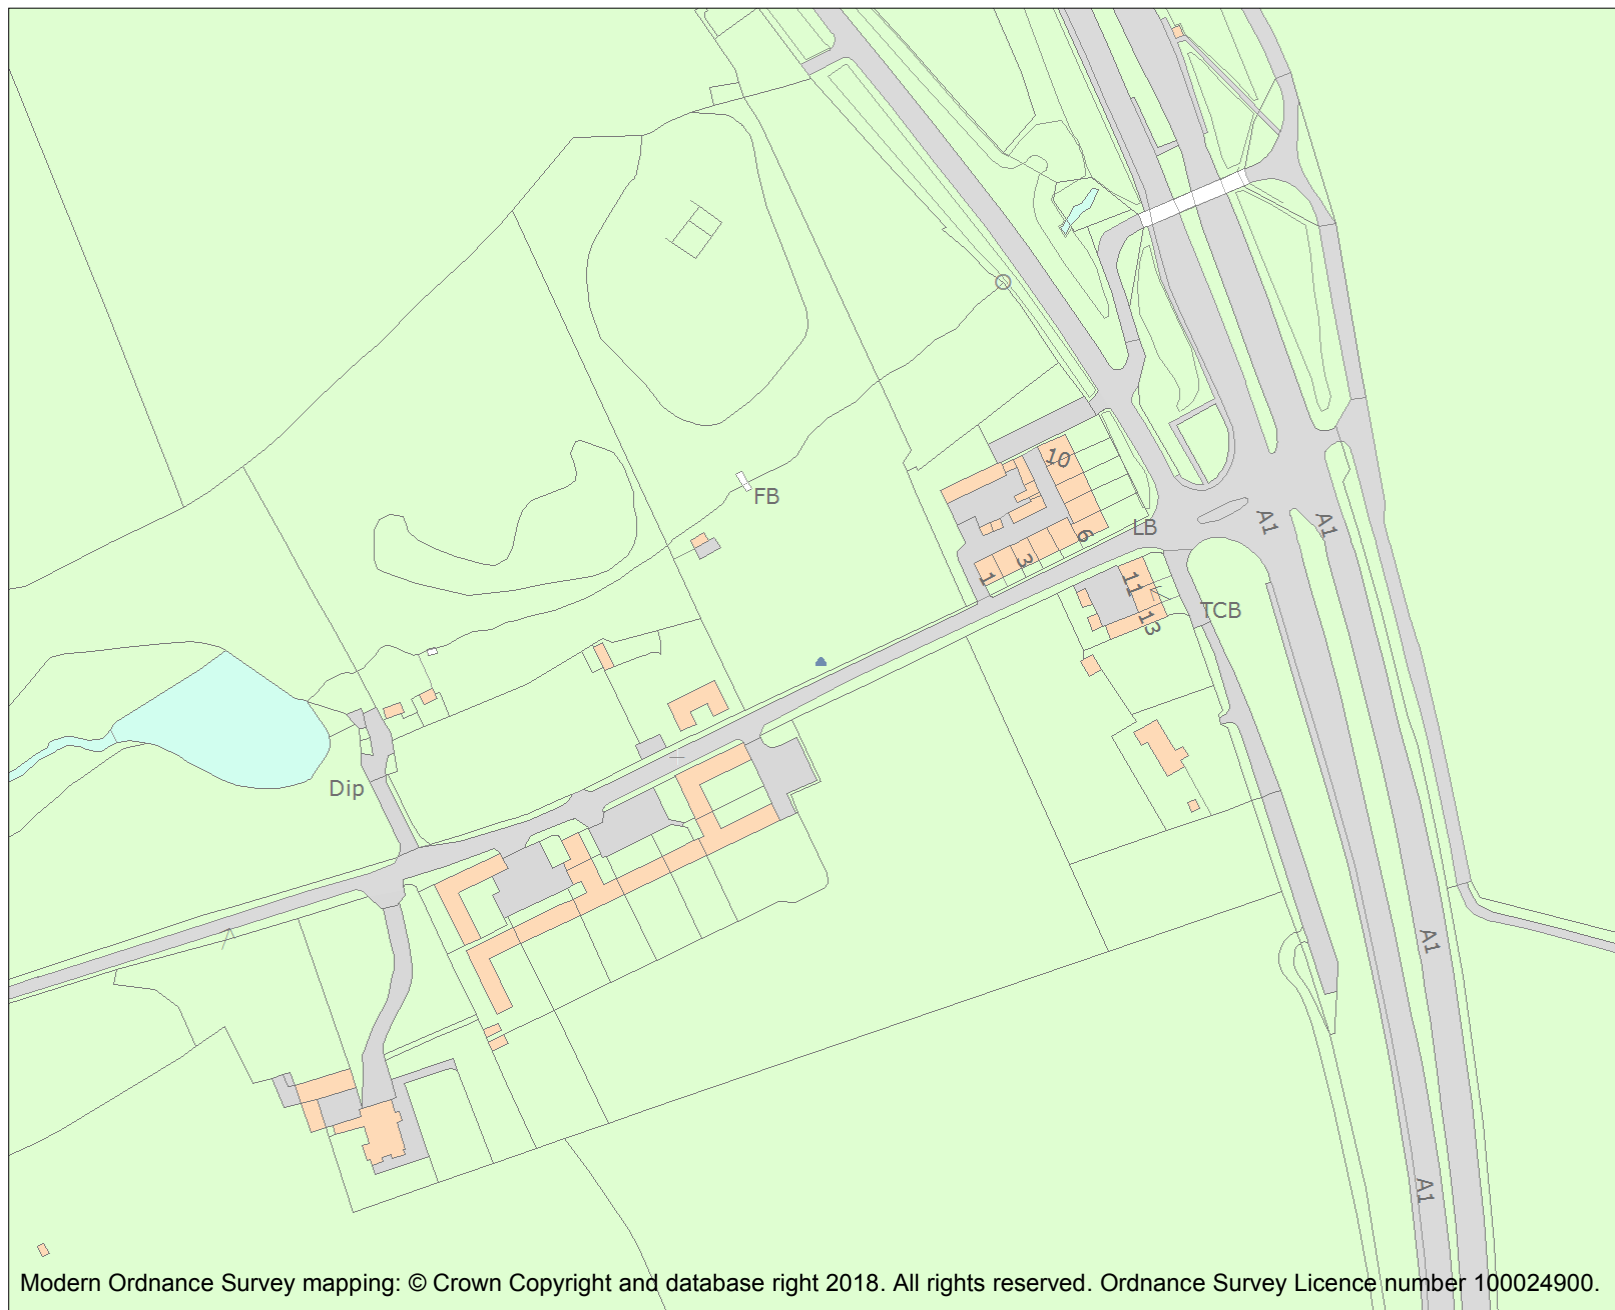 10
FB
A1
A1
LB
6
3
1
11
TCB
13
Dip
A1
A1
Modern Ordnance Survey mapping: © Crown Copyright and database right 2018. All rights reserved. Ordnance Survey Licence number 100024900.